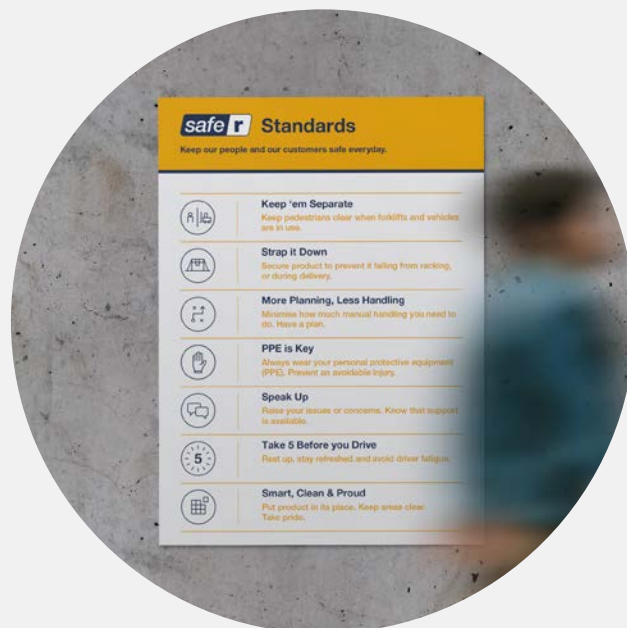 safe r Standards
Keep our people and our customers safe everyday.
Keep ‘em Separate
Keep pedestrians clear when forklifts and vehicles
are in use.
Strap it Down
Secure product to prevent it falling from racking,
or during delivery.
More Planning, Less Handling
Minimise how much manual handling you need to
do. Have a plan.
PPE is Key
Always wear your personal protective equipment
(PPE). Prevent an avoidable injury.
Speak Up
Raise your issues or concerns. Know that support
is available.
5
Take 5 Before you Drive
Rest up, stay refreshed and avoid driver fatigue.
Smart, Clean & Proud
Put product in its place. Keep areas clear.
Take pride.